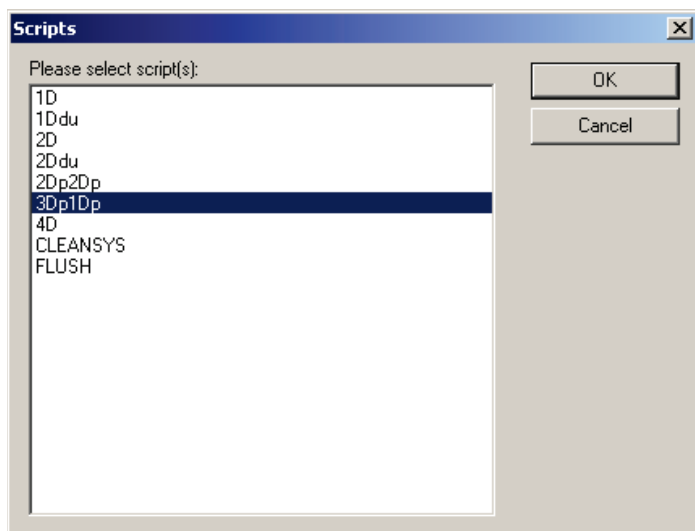 Scripts
Please select script(s):
OK
1D
1Ddu
2D
Cancel
2Ddu
2Dp2Dp
3Dp1Dp
4D
CLEANSYS
FLUSH